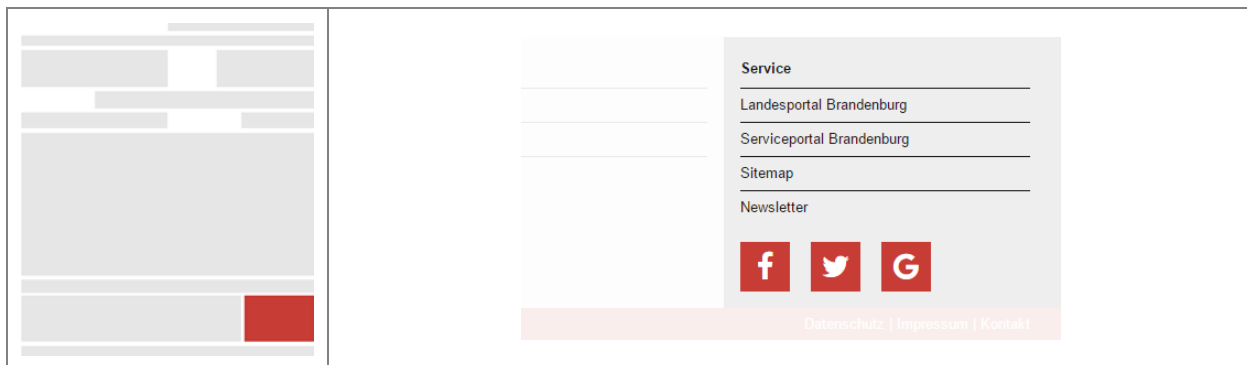 Service
Landesportal Brandenburg
Serviceportal Brandenburg
Sitemap
Newsletter
f G
Datenschutz | Impressum | Kontakt